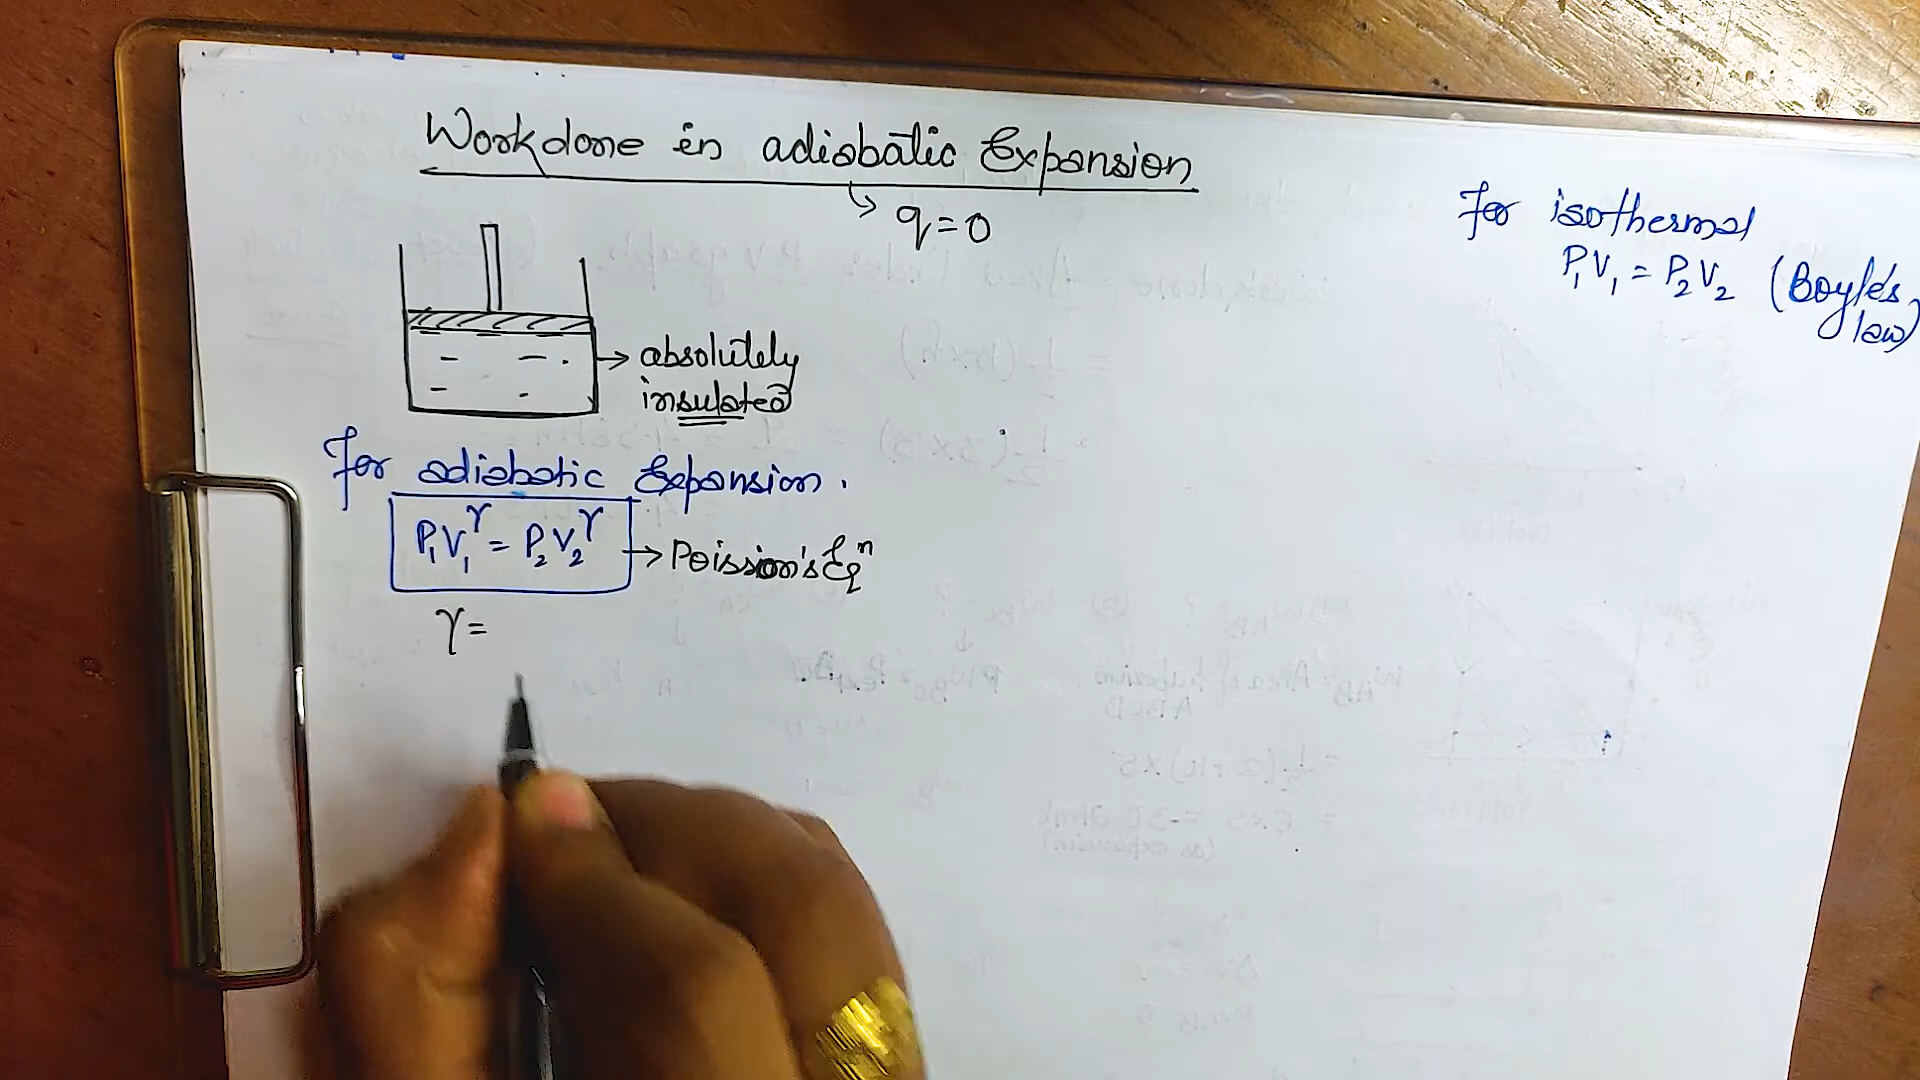 Workdone in adiabatic Expansion
↳ q=0
For isothermal
P₁V₁ = P₂V₂ (Boyle's
law)
→ absolutely
insulated
For adiabatic Expansion.
P₁V₁^γ = P₂V₂^γ → Poission's Eqⁿ
γ=